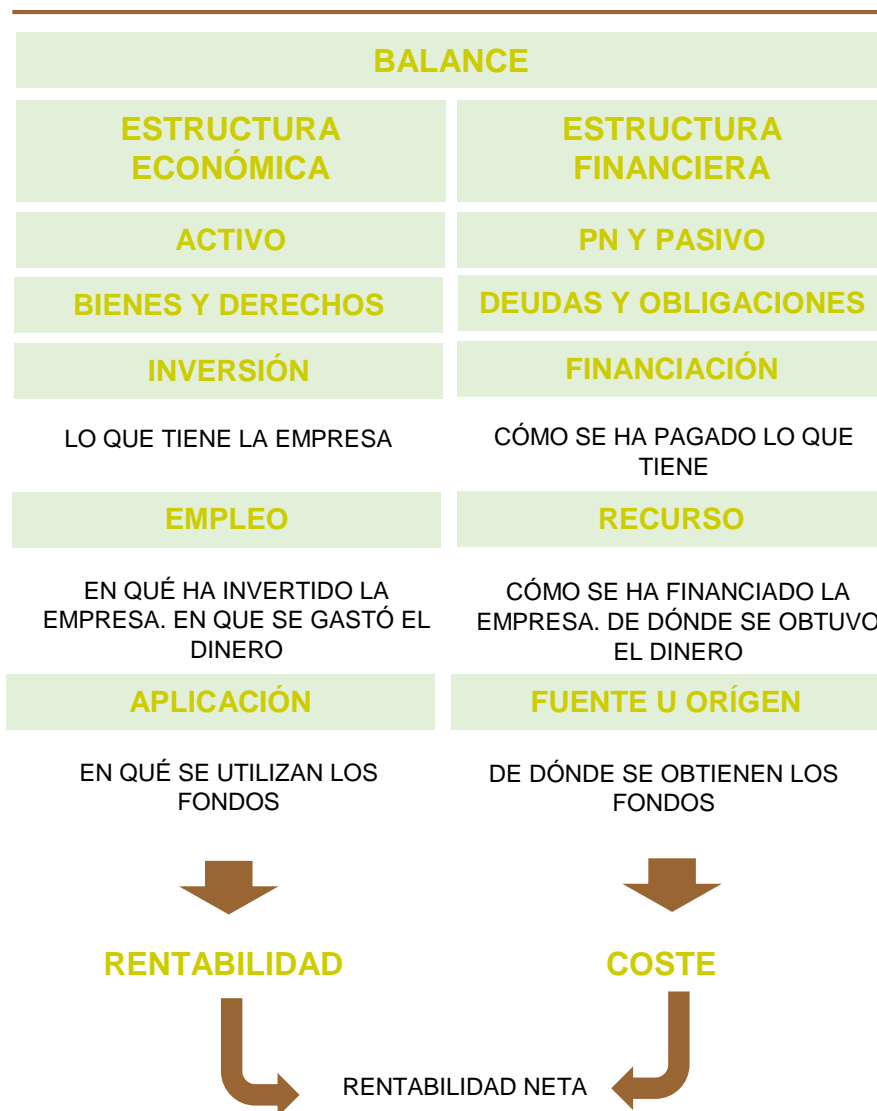 BALANCE
ESTRUCTURA
ECONÓMICA
ESTRUCTURA
FINANCIERA
ACTIVO
PN Y PASIVO
BIENES Y DERECHOS
DEUDAS Y OBLIGACIONES
INVERSIÓN
FINANCIACIÓN
LO QUE TIENE LA EMPRESA
CÓMO SE HA PAGADO LO QUE
TIENE
EMPLEO
RECURSO
EN QUÉ HA INVERTIDO LA
EMPRESA. EN QUE SE GASTÓ EL
DINERO
CÓMO SE HA FINANCIADO LA
EMPRESA. DE DÓNDE SE OBTUVO
EL DINERO
APLICACIÓN
FUENTE U ORÍGEN
EN QUÉ SE UTILIZAN LOS
FONDOS
DE DÓNDE SE OBTIENEN LOS
FONDOS
RENTABILIDAD
COSTE
RENTABILIDAD NETA